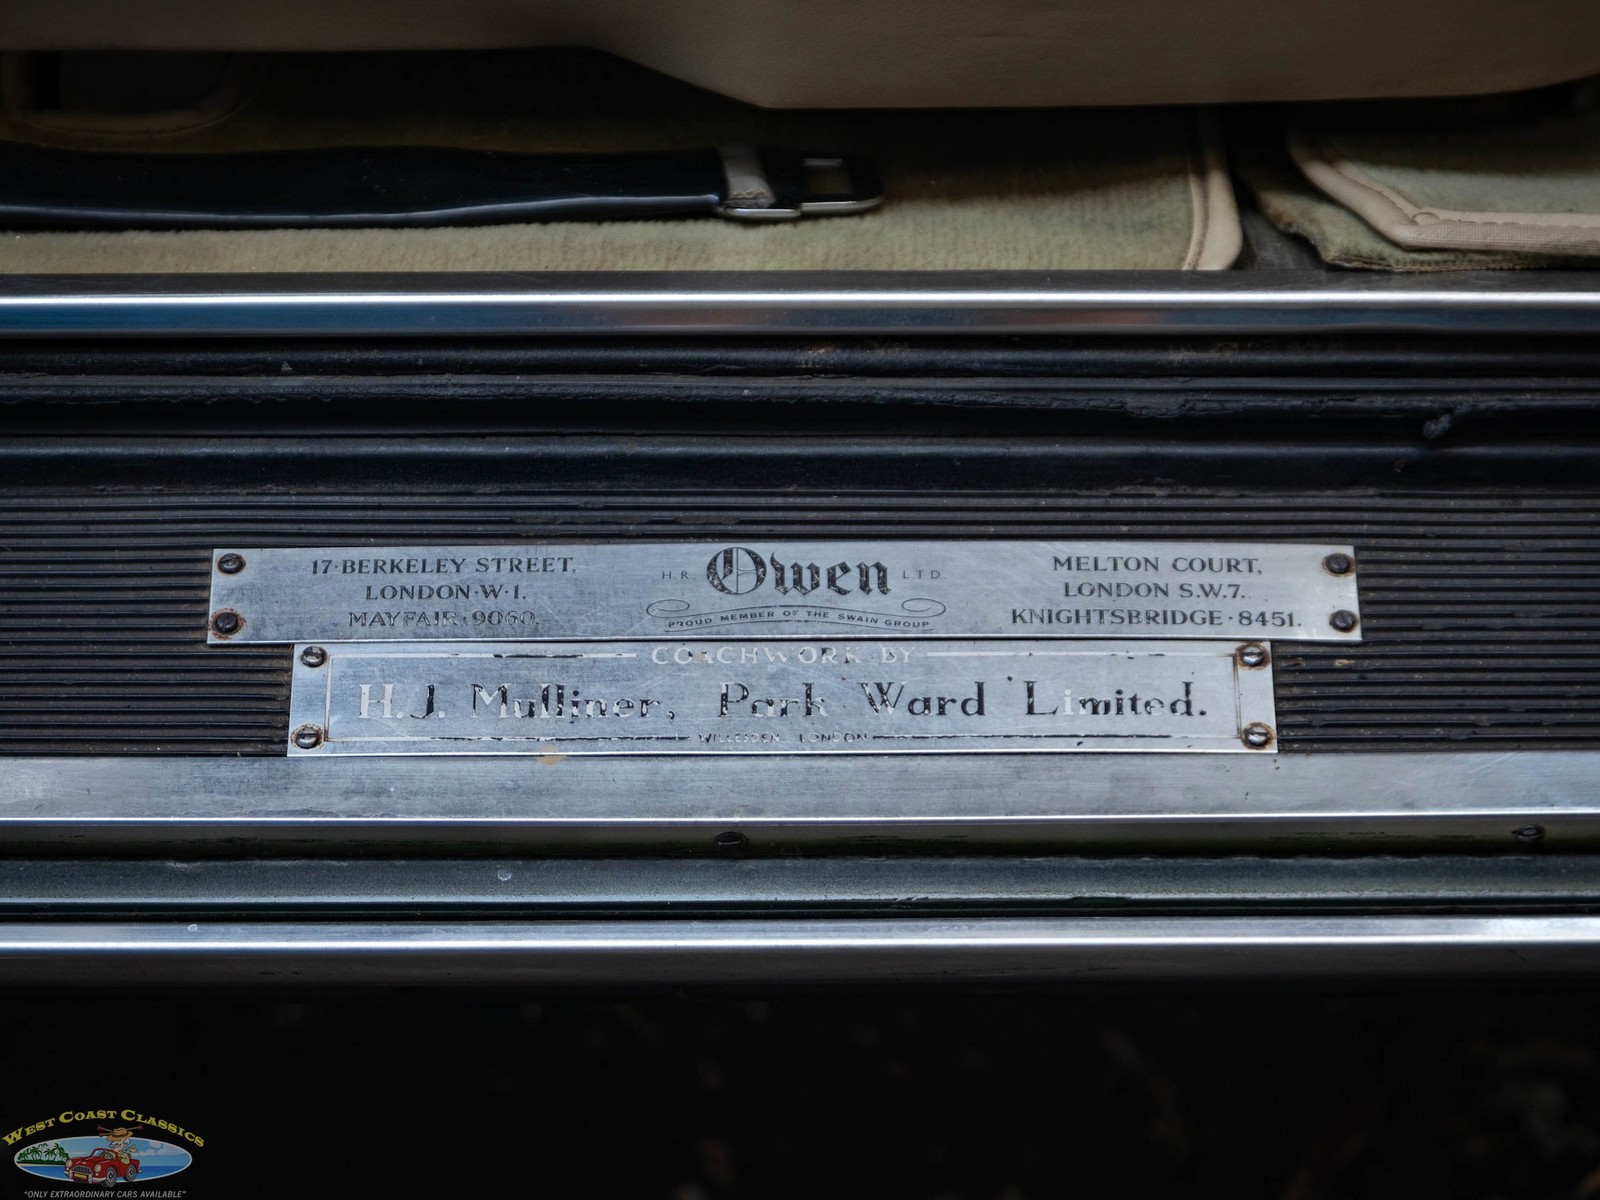 17·BERKELEY STREET,
LONDON·W·1.
MAYFAIR·9060.
H.R. Owen LTD.
PROUD MEMBER OF THE SWAIN GROUP
MELTON COURT,
LONDON S.W.7.
KNIGHTSBRIDGE·8451.
COACHWORK BY
H.J. Mulliner, Park Ward Limited.
WILLESDEN LONDON
WEST COAST CLASSICS
"ONLY EXTRAORDINARY CARS AVAILABLE"